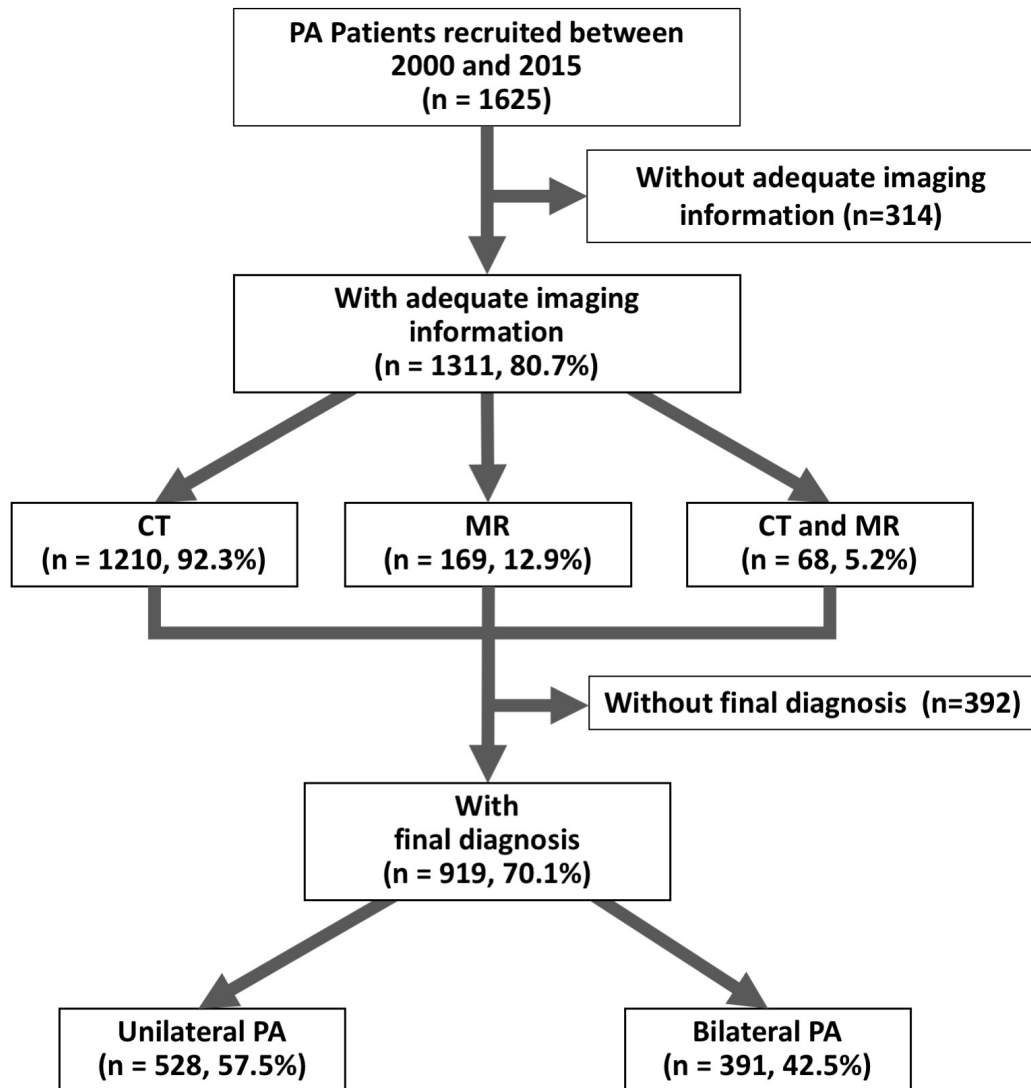 PA Patients recruited between
2000 and 2015
(n = 1625)
Without adequate imaging
information (n=314)
With adequate imaging
information
(n = 1311, 80.7%)
CT
(n = 1210, 92.3%)
MR
(n = 169, 12.9%)
CT and MR
(n = 68, 5.2%)
Without final diagnosis  (n=392)
With
final diagnosis
(n = 919, 70.1%)
Unilateral PA
(n = 528, 57.5%)
Bilateral PA
(n = 391, 42.5%)